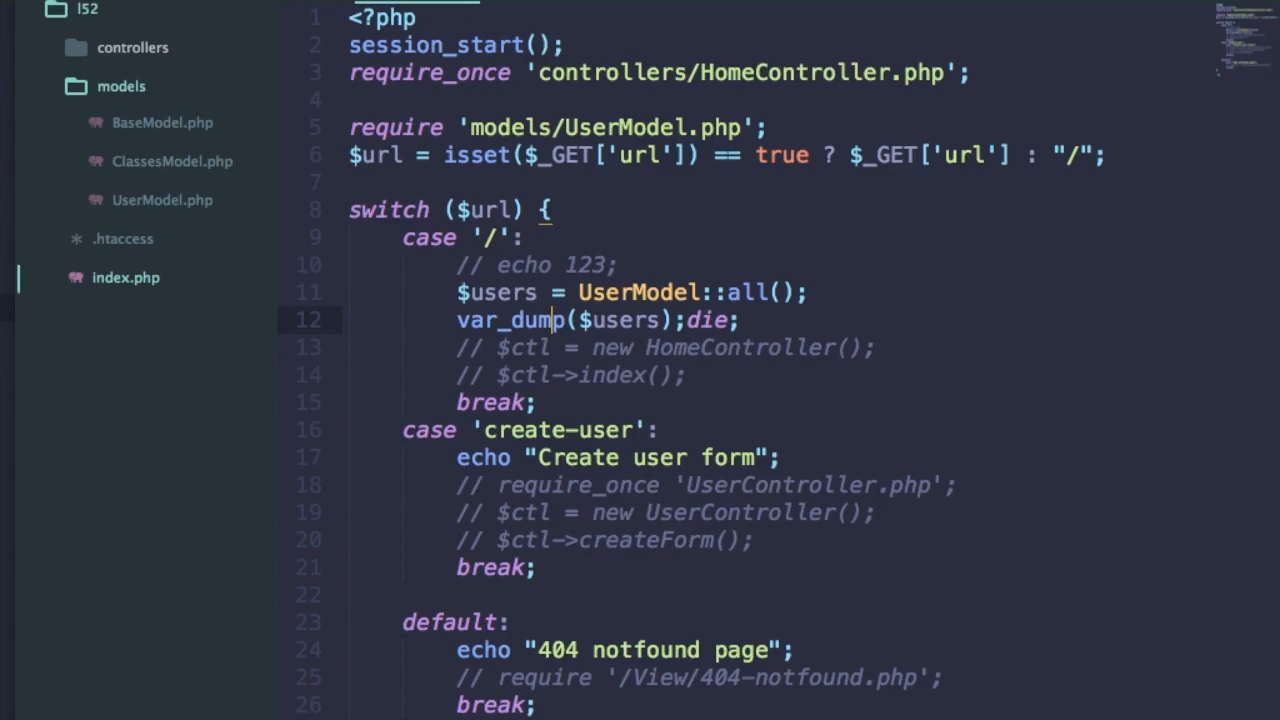 l52
controllers
models
BaseModel.php
ClassesModel.php
UserModel.php
.htaccess
index.php
1 <?php
2 session_start();
3 require_once 'controllers/HomeController.php';
4
5 require 'models/UserModel.php';
6 $url = isset($_GET['url']) == true ? $_GET['url'] : "/";
7
8 switch ($url) {
9 case '/':
10 // echo 123;
11 $users = UserModel::all();
12 var_dump($users);die;
13 // $ctl = new HomeController();
14 // $ctl->index();
15 break;
16 case 'create-user':
17 echo "Create user form";
18 // require_once 'UserController.php';
19 // $ctl = new UserController();
20 // $ctl->createForm();
21 break;
22
23 default:
24 echo "404 notfound page";
25 // require '/View/404-notfound.php';
26 break;